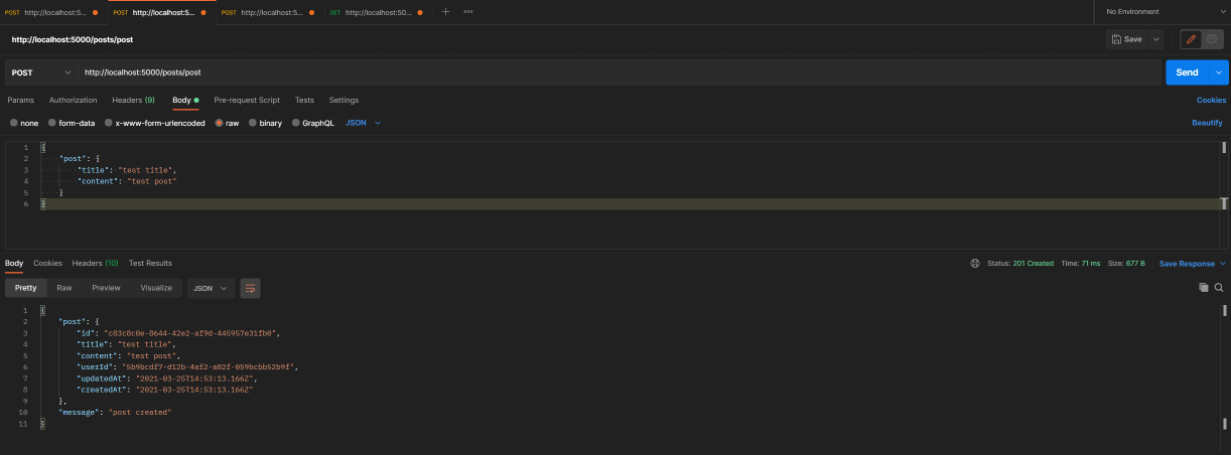 POST http://localhost:5... POST http://localhost:5... POST http://localhost:5... GET http://localhost:50... + ••• No Environment
http://localhost:5000/posts/post Save
POST http://localhost:5000/posts/post Send
Params Authorization Headers (9) Body Pre-request Script Tests Settings Cookies
none form-data x-www-form-urlencoded raw binary GraphQL JSON Beautify
1 {
2 "post": {
3 "title": "test title",
4 "content": "test post"
5 }
6 }
Body Cookies Headers (10) Test Results Status: 201 Created Time: 71 ms Size: 677 B Save Response
Pretty Raw Preview Visualize JSON
1 {
2 "post": {
3 "id": "c83c8c0e-8644-42e2-af9d-445957e31fb0",
4 "title": "test title",
5 "content": "test post",
6 "userId": "5b9bcdf7-d12b-4af2-a82f-059bcbb52b9f",
7 "updatedAt": "2021-03-25T14:53:13.166Z",
8 "createdAt": "2021-03-25T14:53:13.166Z"
9 },
10 "message": "post created"
11 }